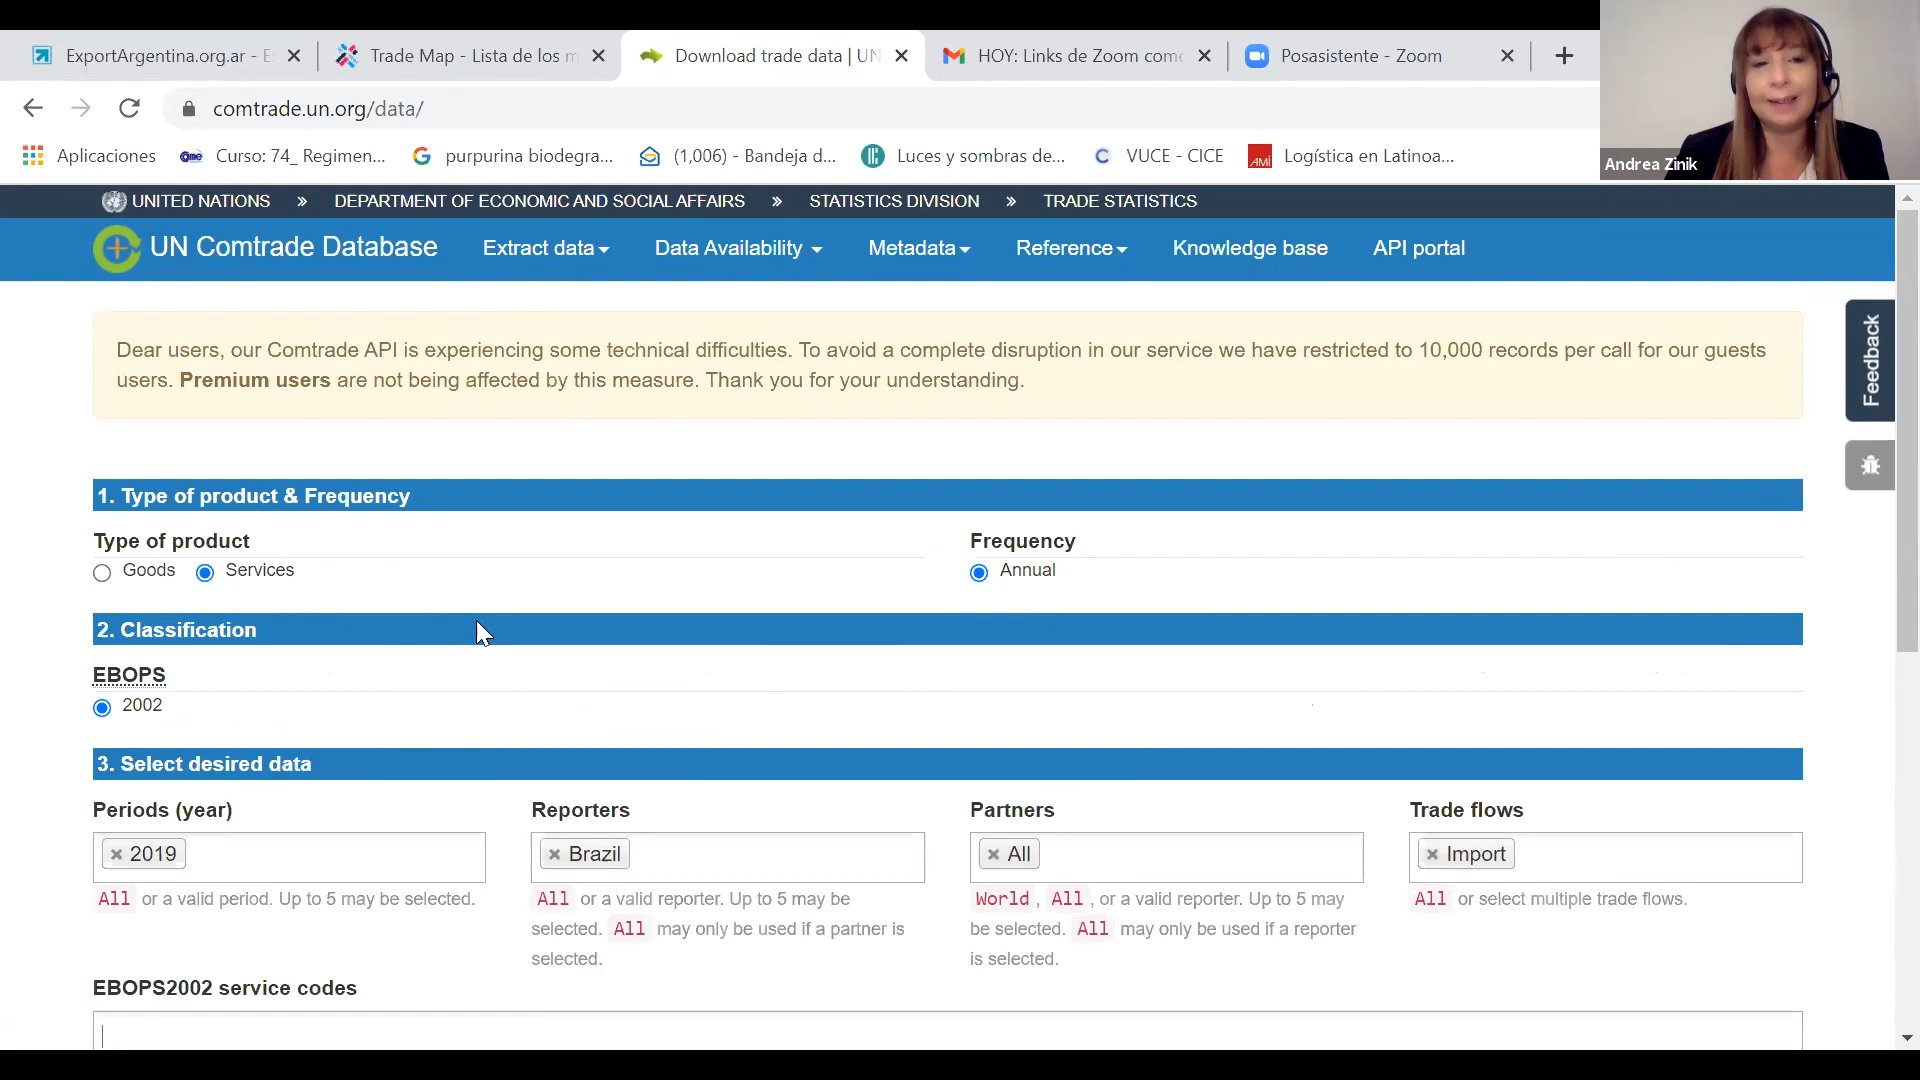 ExportArgentina.org.ar - E
Trade Map - Lista de los m
Download trade data | UN
HOY: Links de Zoom como
Posasistente - Zoom
comtrade.un.org/data/
Aplicaciones
Curso: 74_ Regimen...
purpurina biodegra...
(1,006) - Bandeja d...
Luces y sombras de...
VUCE - CICE
Logística en Latinoa...
Andrea Zinik
UNITED NATIONS » DEPARTMENT OF ECONOMIC AND SOCIAL AFFAIRS » STATISTICS DIVISION » TRADE STATISTICS
UN Comtrade Database
Extract data
Data Availability
Metadata
Reference
Knowledge base
API portal
Dear users, our Comtrade API is experiencing some technical difficulties. To avoid a complete disruption in our service we have restricted to 10,000 records per call for our guests
users. Premium users are not being affected by this measure. Thank you for your understanding.
Feedback
1. Type of product & Frequency
Type of product
Goods
Services
Frequency
Annual
2. Classification
EBOPS
2002
3. Select desired data
Periods (year)
× 2019
All or a valid period. Up to 5 may be selected.
Reporters
× Brazil
All or a valid reporter. Up to 5 may be
selected. All may only be used if a partner is
selected.
Partners
× All
World , All , or a valid reporter. Up to 5 may
be selected. All may only be used if a reporter
is selected.
Trade flows
× Import
All or select multiple trade flows.
EBOPS2002 service codes